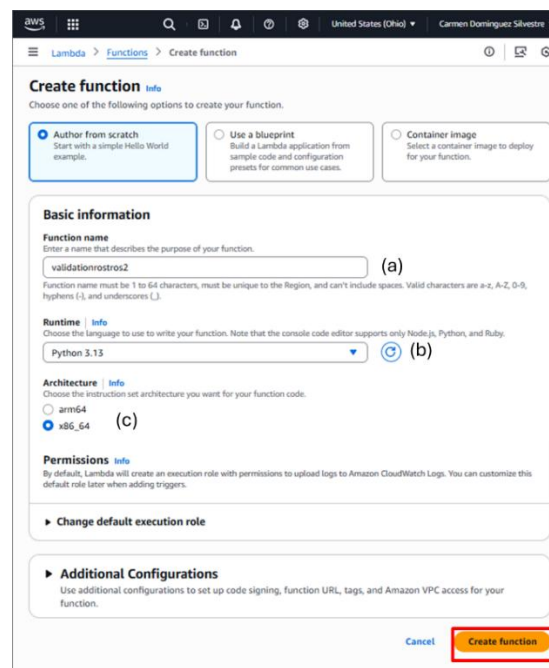 aws United States (Ohio) Carmen Dominguez Silvestre
Lambda > Functions > Create function
Create function Info
Choose one of the following options to create your function.
Author from scratch
Start with a simple Hello World
example.
Use a blueprint
Build a Lambda application from
sample code and configuration
presets for common use cases.
Container image
Select a container image to deploy
for your function.
Basic information
Function name
Enter a name that describes the purpose of your function.
validationrostros2 (a)
Function name must be 1 to 64 characters, must be unique to the Region, and can't include spaces. Valid characters are a-z, A-Z, 0-9,
hyphens (-), and underscores (_).
Runtime | Info
Choose the language to use to write your function. Note that the console code editor supports only Node.js, Python, and Ruby.
Python 3.13 (b)
Architecture | Info
Choose the instruction set architecture you want for your function code.
arm64
x86_64 (c)
Permissions Info
By default, Lambda will create an execution role with permissions to upload logs to Amazon CloudWatch Logs. You can customize this
default role later when adding triggers.
Change default execution role
Additional Configurations
Use additional configurations to set up code signing, function URL, tags, and Amazon VPC access for your
function.
Cancel Create function